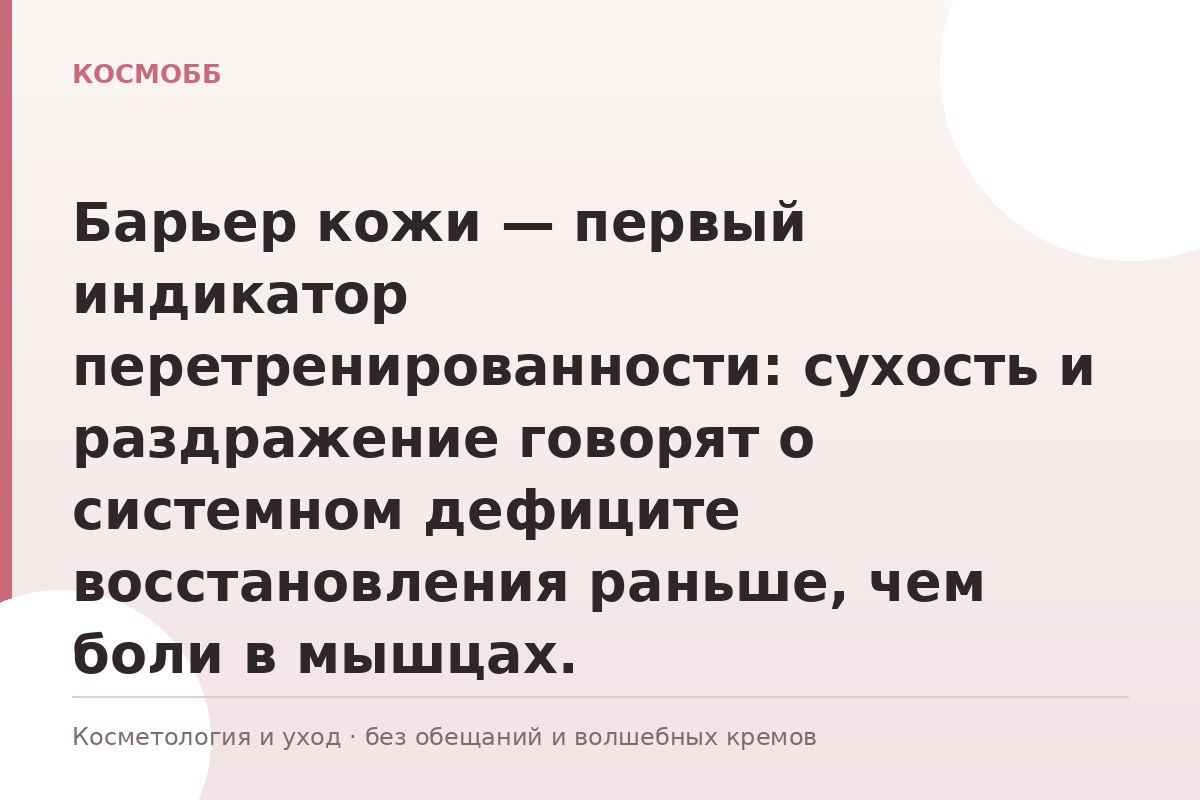 КОСМОББ
Барьер кожи — первый
индикатор
перетренированности: сухость и
раздражение говорят о
системном дефиците
восстановления раньше, чем
боли в мышцах.
Косметология и уход · без обещаний и волшебных кремов